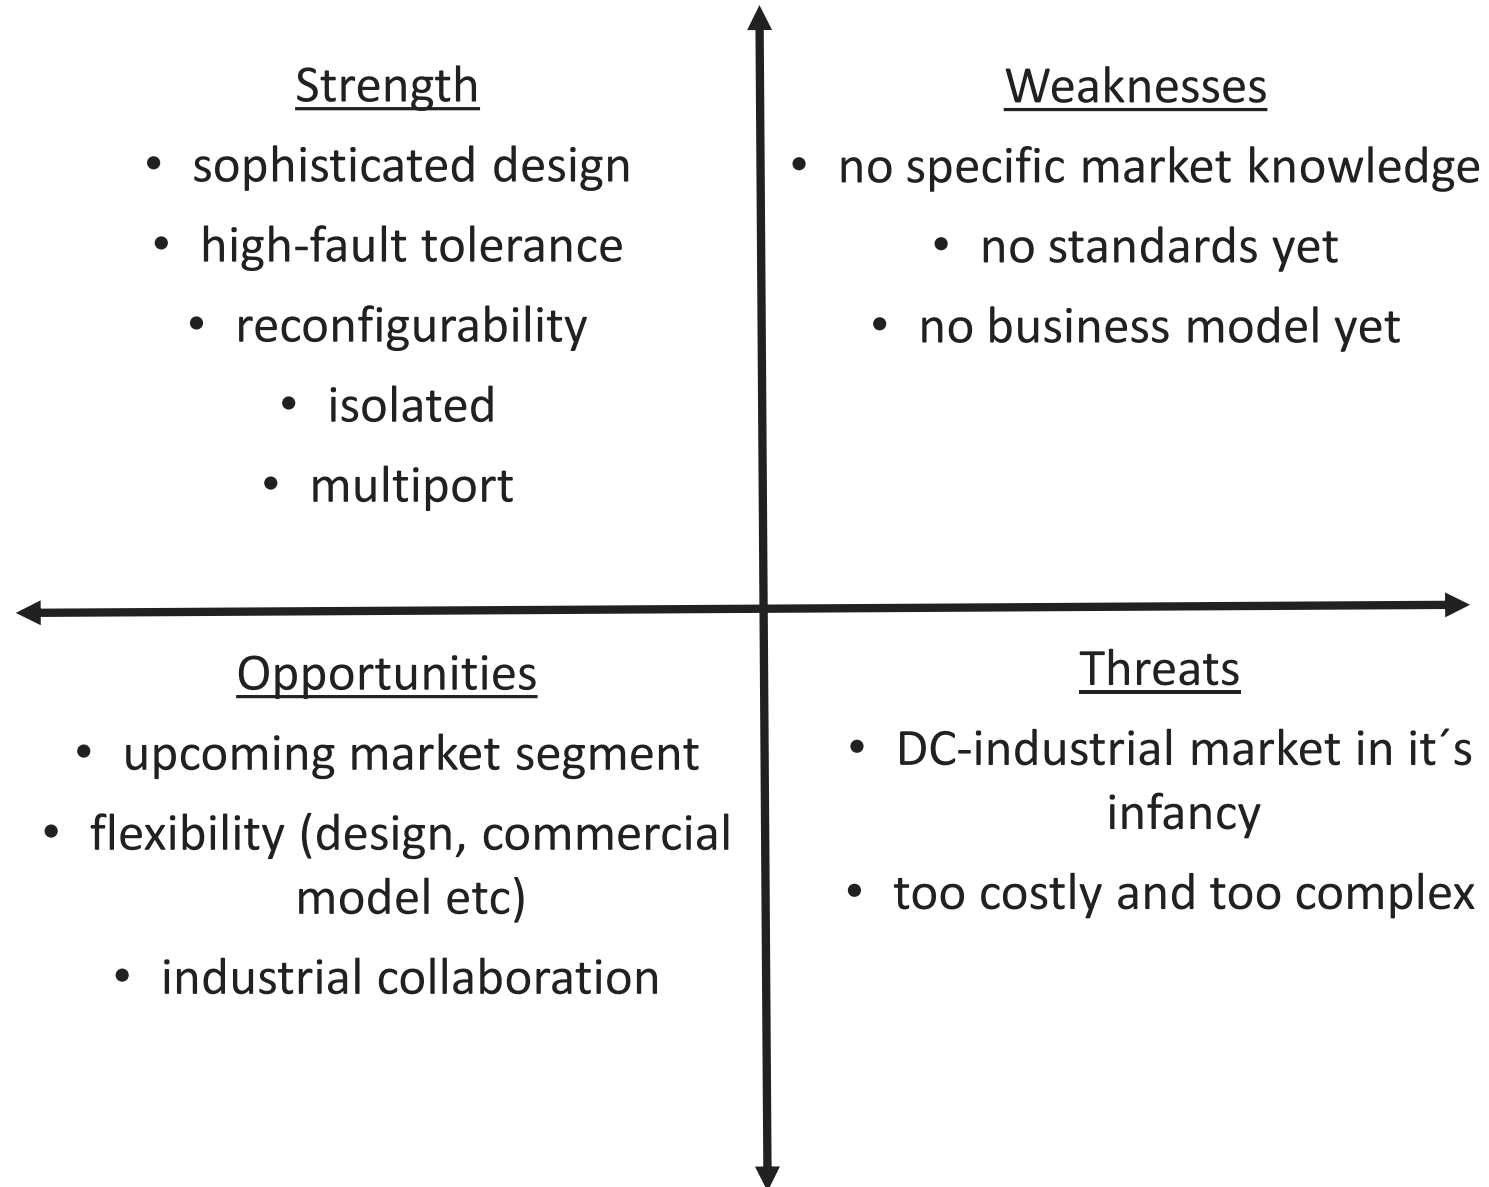 Strength
• sophisticated design
• high-fault tolerance
• reconfigurability
• isolated
• multiport
Weaknesses
• no specific market knowledge
• no standards yet
• no business model yet
Opportunities
• upcoming market segment
• flexibility (design, commercial
model etc)
• industrial collaboration
Threats
• DC-industrial market in it´s
infancy
• too costly and too complex